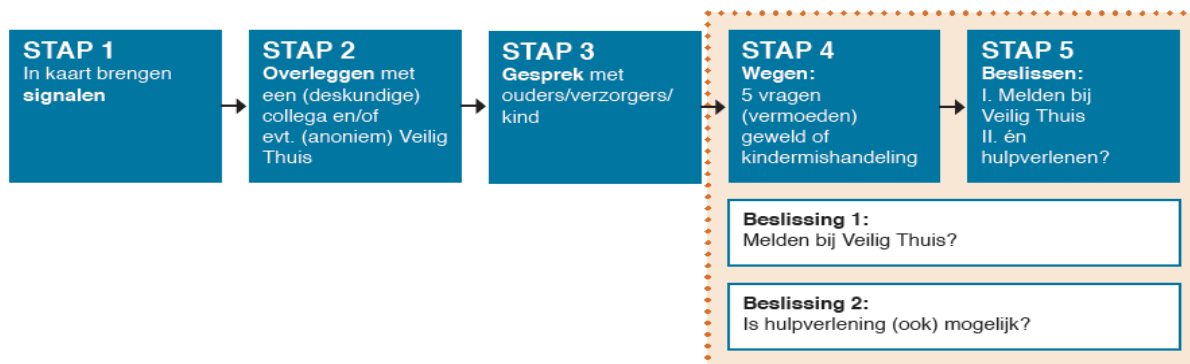 STAP 1
In kaart brengen
signalen
STAP 2
Overleggen met
een (deskundige)
collega en/of
evt. (anoniem) Veilig
Thuis
STAP 3
Gesprek met
ouders/verzorgers/
kind
STAP 4
Wegen:
5 vragen
(vermoeden)
geweld of
kindermishandeling
STAP 5
Beslissen:
I. Melden bij
Veilig Thuis
II. én
hulpverlenen?
Beslissing 1:
Melden bij Veilig Thuis?
Beslissing 2:
Is hulpverlening (ook) mogelijk?